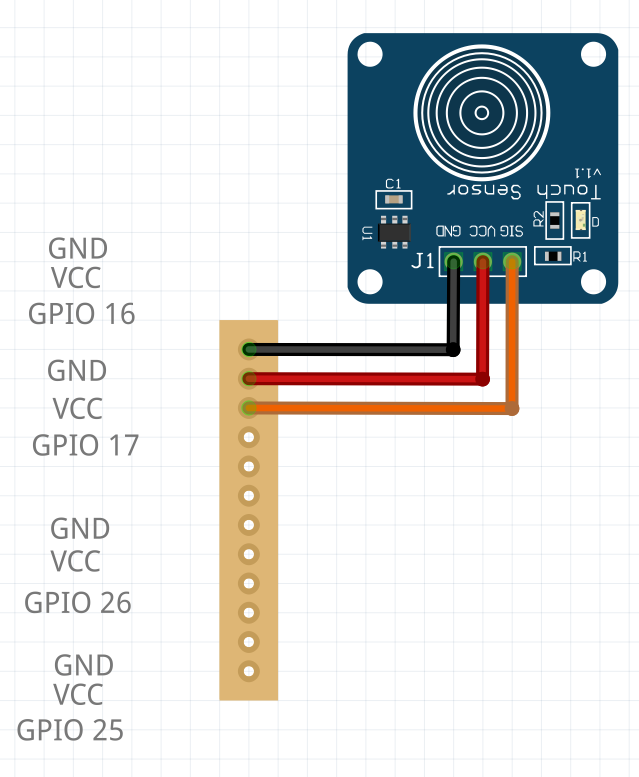 C1
v1.1
Touch Sensor
R2
D
U1
GND VCC SIG
J1
R1
GND
VCC
GPIO 16
GND
VCC
GPIO 17
GND
VCC
GPIO 26
GND
VCC
GPIO 25